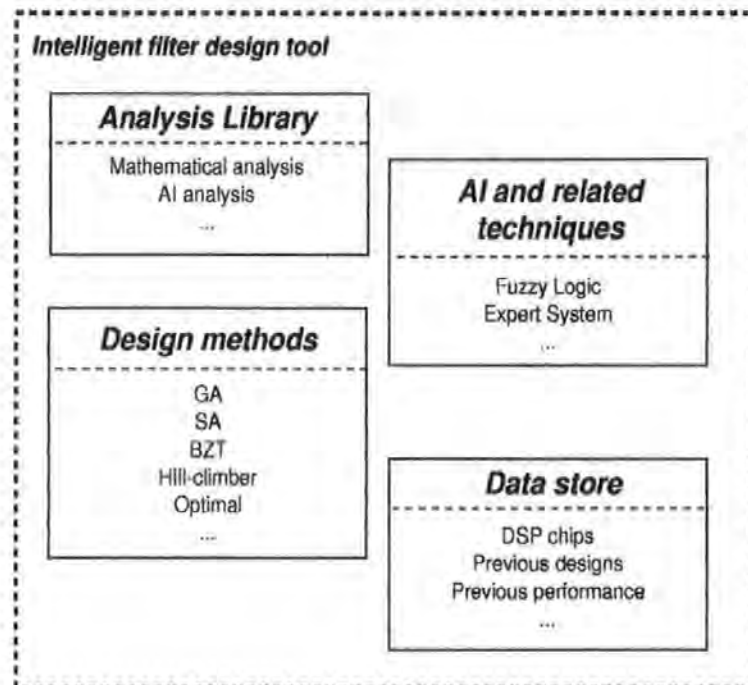 Intelligent filter design tool
Analysis Library
Mathematical analysis
AI analysis
...
AI and related
techniques
Fuzzy Logic
Expert System
...
Design methods
GA
SA
BZT
Hill-climber
Optimal
...
Data store
DSP chips
Previous designs
Previous performance
...